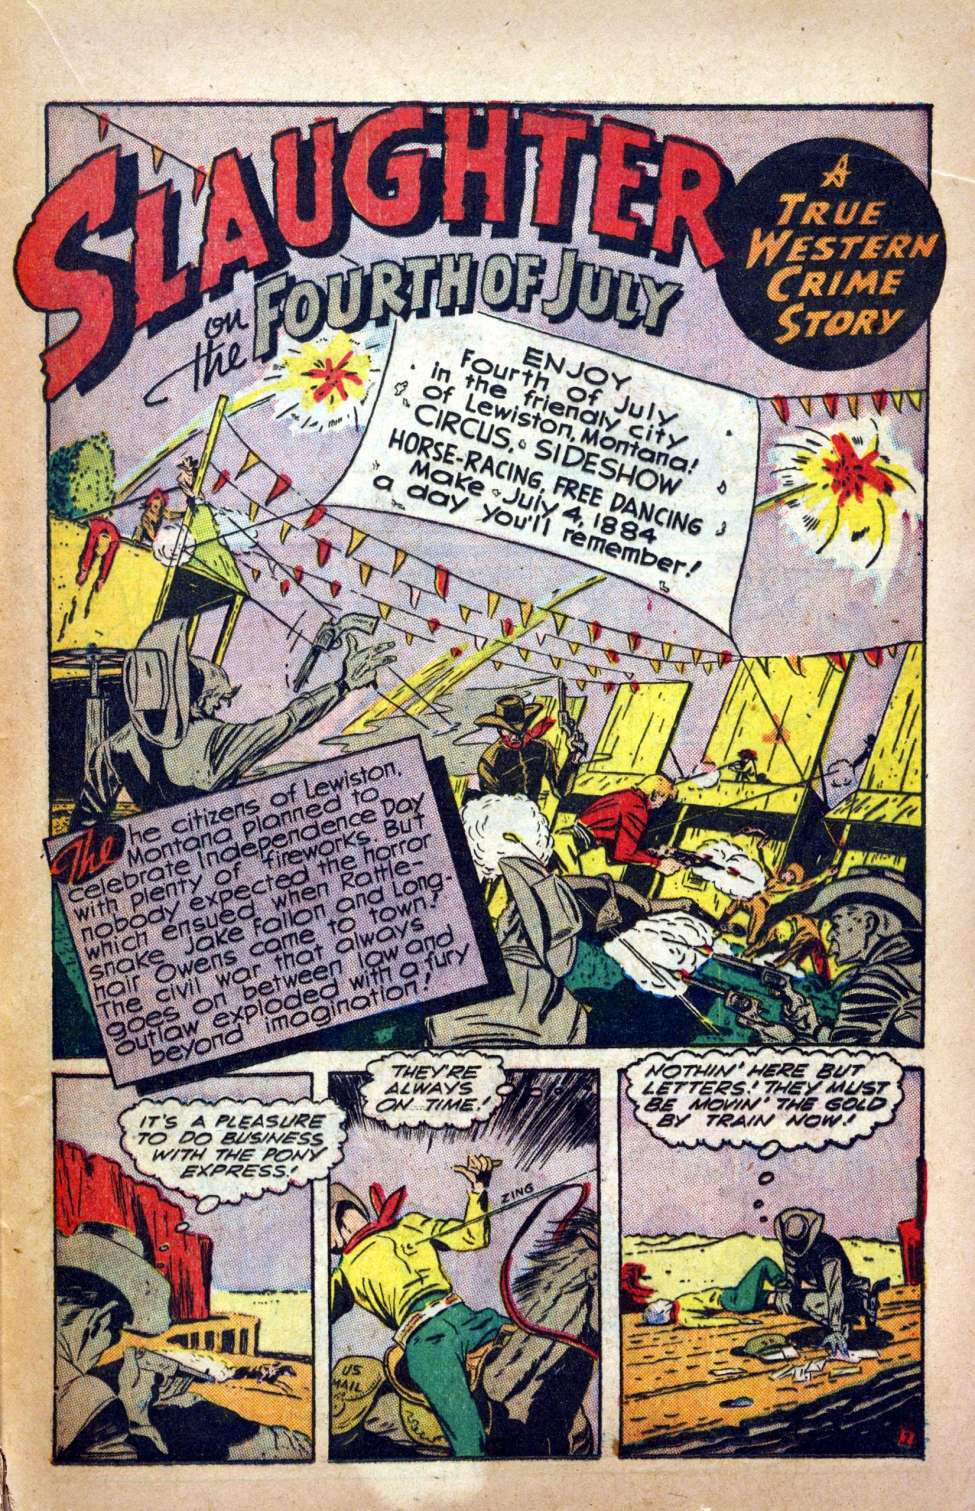 SLAUGHTER
on the FOURTH OF JULY
A
TRUE
WESTERN
CRIME
STORY
ENJOY
Fourth of July
in the friendly city
of Lewiston, Montana!
CIRCUS, SIDESHOW
HORSE-RACING, FREE DANCING
Make July 4, 1884
a day you'll remember!
The he citizens of Lewiston,
Montana planned to
celebrate Independence Day
with plenty of fireworks. But
nobody expected the horror
which ensued when Rattle-
snake Jake Fallon and Long-
hair Owens came to town!
The civil war that always
goes on between law and
outlaw exploded with a fury
beyond imagination!
IT'S A PLEASURE
TO DO BUSINESS
WITH THE PONY
EXPRESS!
THEY'RE
ALWAYS
ON TIME!
ZING
US
MAIL
NOTHIN' HERE BUT
LETTERS! THEY MUST
BE MOVIN' THE GOLD
BY TRAIN NOW!